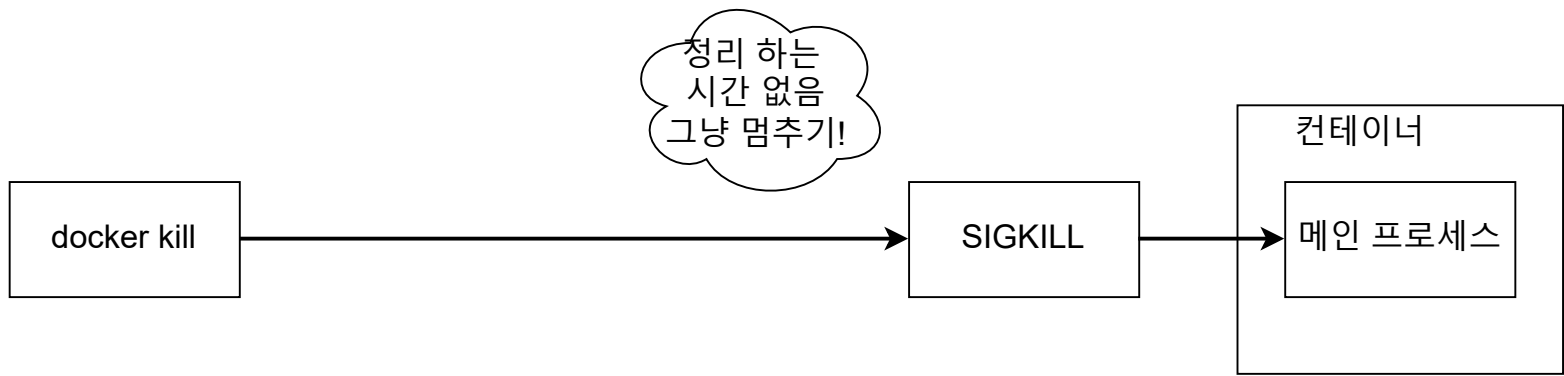 정리 하는
시간 없음
그냥 멈추기!
컨테이너
docker kill
SIGKILL
메인 프로세스